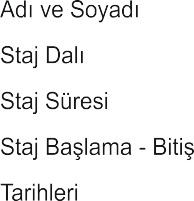 Adı ve Soyadı
Staj Dalı
Staj Süresi
Staj Başlama - Bitiş
Tarihleri